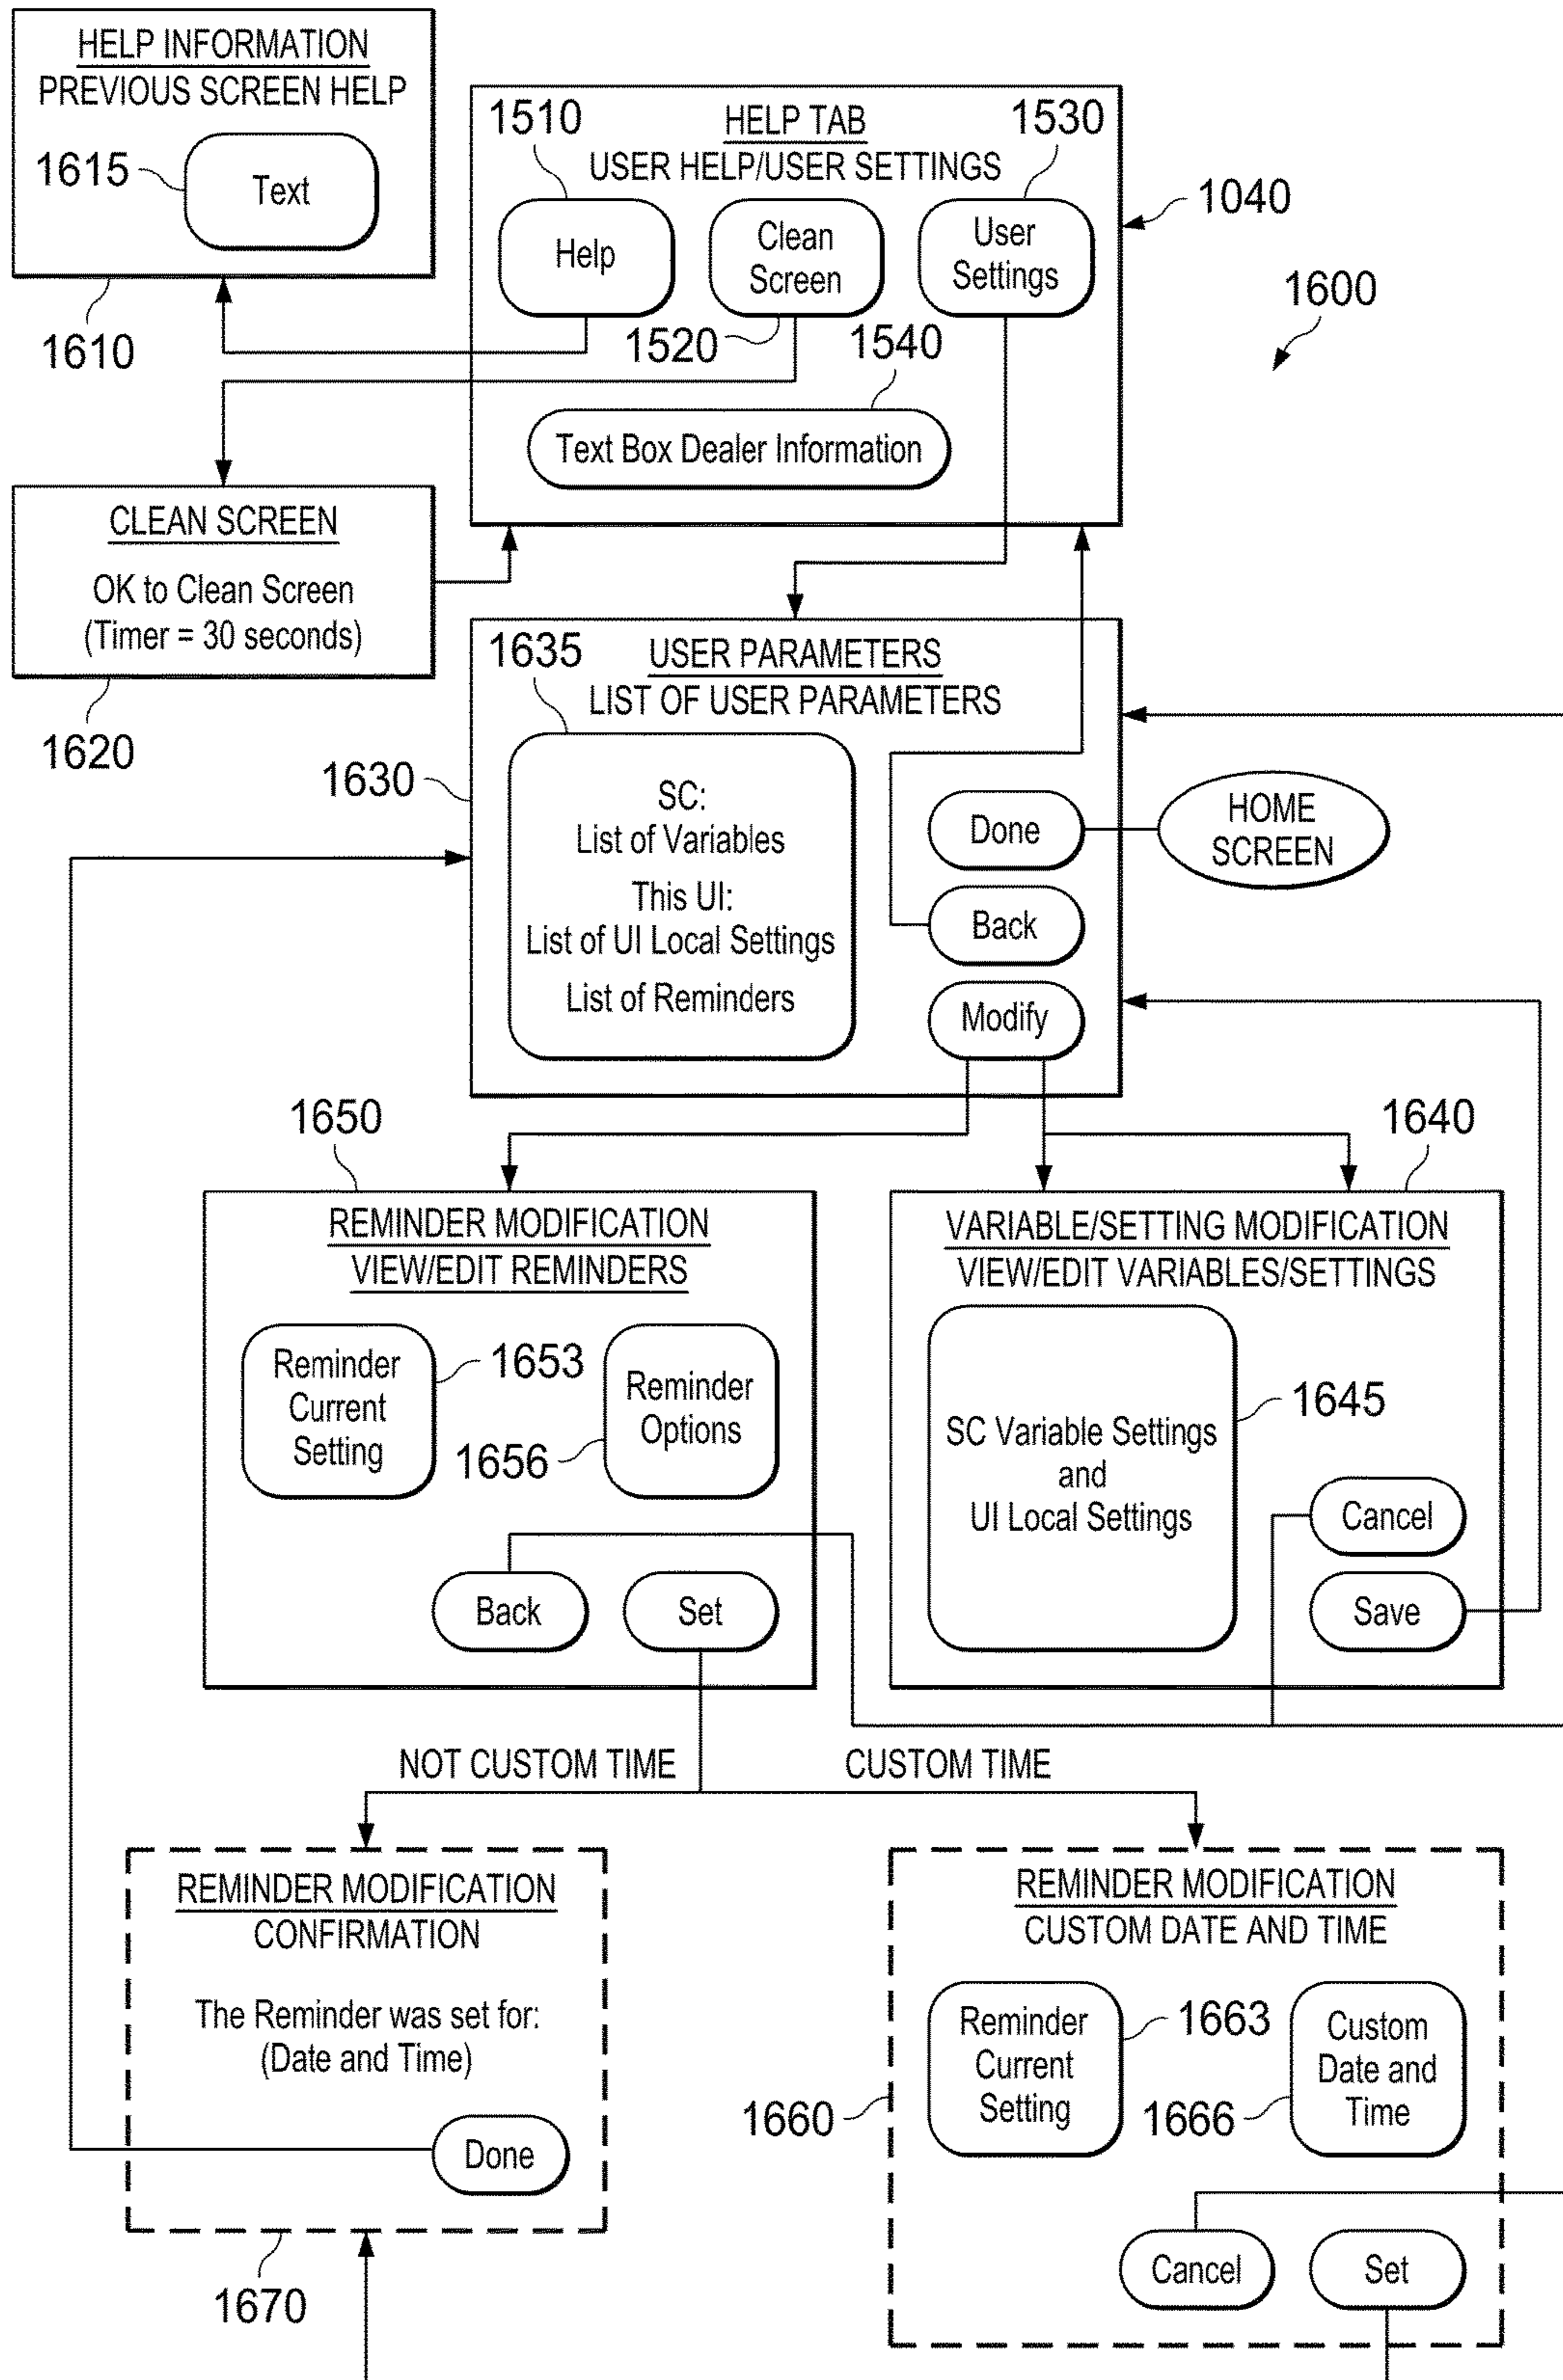 HELP INFORMATION
PREVIOUS SCREEN HELP
1615
Text
1610
1510
HELP TAB
1530
USER HELP/USER SETTINGS
Help
Clean
Screen
User
Settings
1040
1600
1520
1540
Text Box Dealer Information
CLEAN SCREEN
OK to Clean Screen
(Timer = 30 seconds)
1620
1635
USER PARAMETERS
LIST OF USER PARAMETERS
1630
SC:
List of Variables
This UI:
List of UI Local Settings
List of Reminders
Done
HOME
SCREEN
Back
Modify
1650
1640
REMINDER MODIFICATION
VIEW/EDIT REMINDERS
Reminder
Current
Setting
1653
Reminder
Options
1656
Back
Set
VARIABLE/SETTING MODIFICATION
VIEW/EDIT VARIABLES/SETTINGS
SC Variable Settings
and
UI Local Settings
1645
Cancel
Save
NOT CUSTOM TIME
CUSTOM TIME
REMINDER MODIFICATION
CONFIRMATION
The Reminder was set for:
(Date and Time)
Done
1670
REMINDER MODIFICATION
CUSTOM DATE AND TIME
Reminder
Current
Setting
1663
Custom
Date and
Time
1660
1666
Cancel
Set